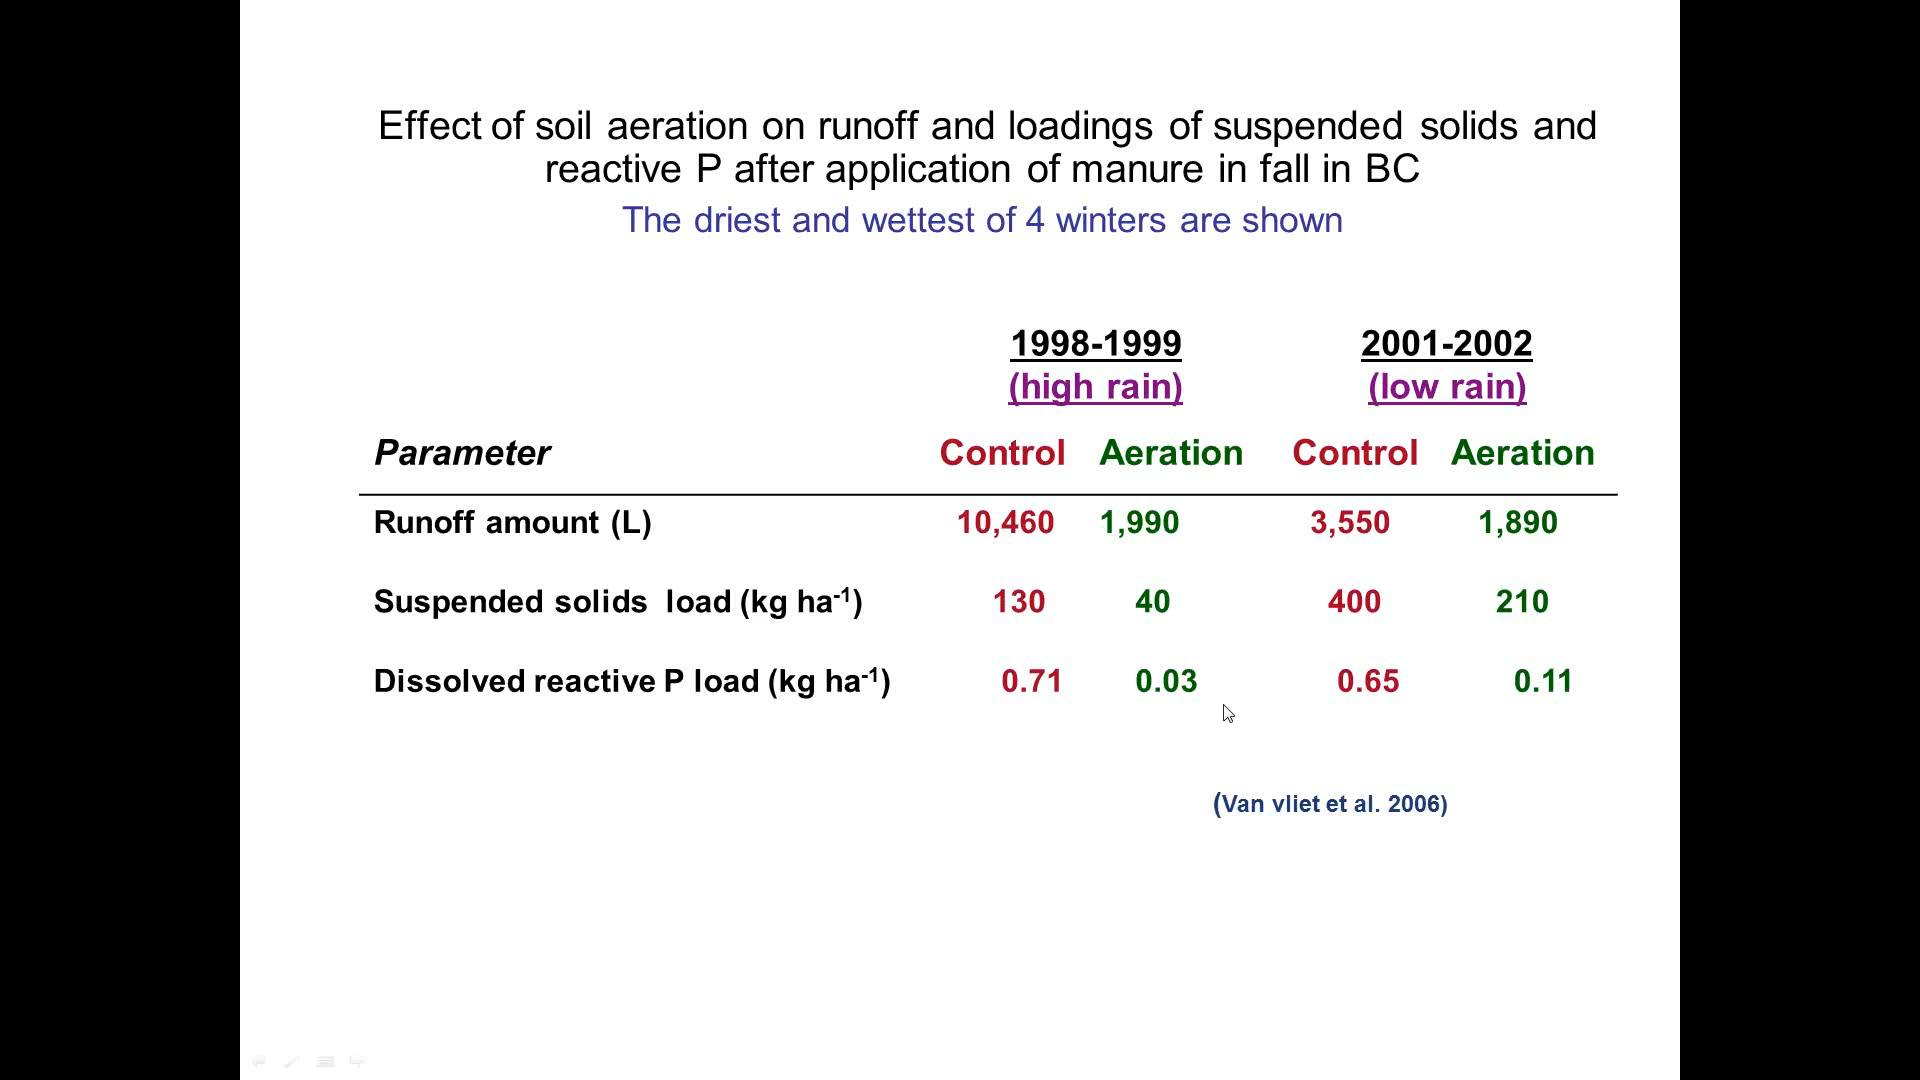 Effect of soil aeration on runoff and loadings of suspended solids and
reactive P after application of manure in fall in BC
The driest and wettest of 4 winters are shown
1998-1999 2001-2002
(high rain) (low rain)
Parameter Control Aeration Control Aeration
Runoff amount (L) 10,460 1,990 3,550 1,890
Suspended solids load (kg ha-1) 130 40 400 210
Dissolved reactive P load (kg ha-1) 0.71 0.03 0.65 0.11
(Van vliet et al. 2006)